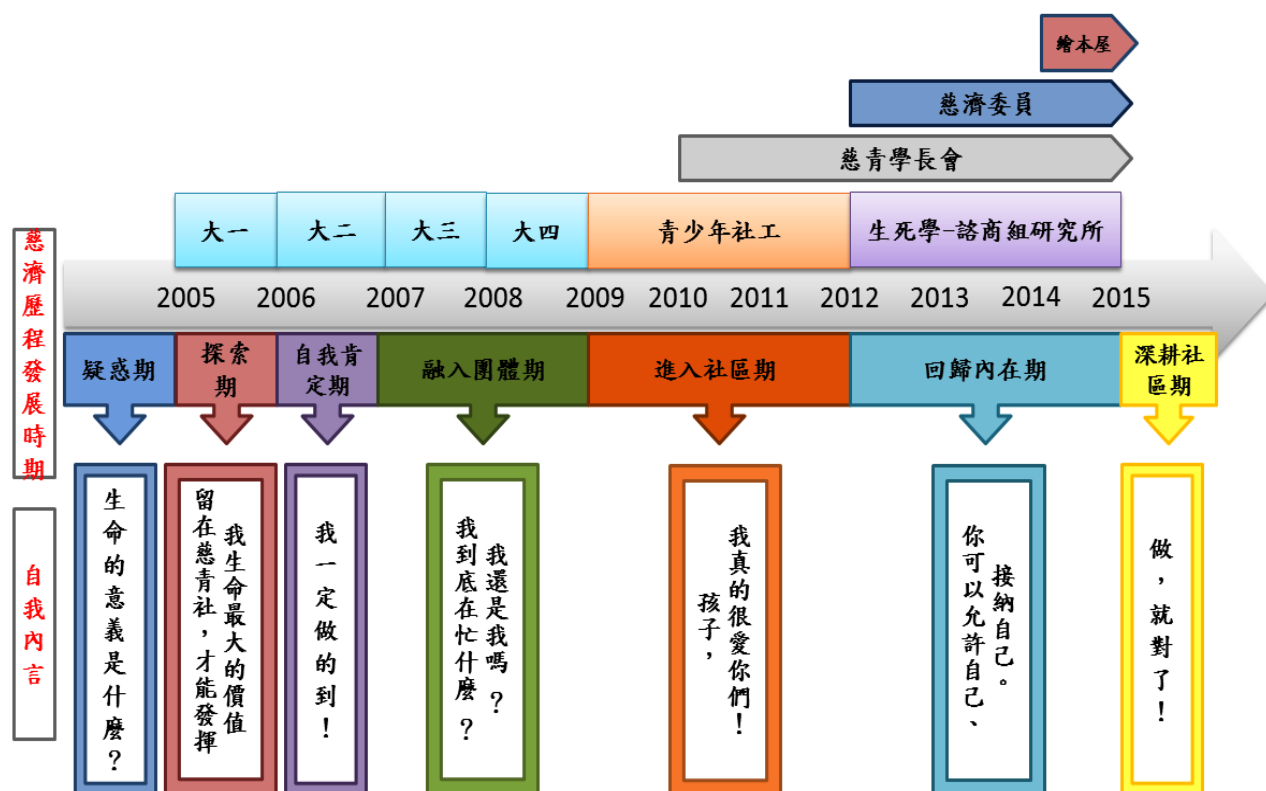 繪本屋
慈濟委員
慈青學長會
大一
大二
大三
大四
青少年社工
生死學-諮商組研究所
2005
2006
2007
2008
2009
2010
2011
2012
2013
2014
2015
慈濟歷程發展時期
疑惑期
探索
期
自我肯
定期
融入團體期
進入社區期
回歸內在期
深耕社
區期
自我內言
生命的意義是什麼？
留在慈青社，才能發揮
我生命最大的價值
我一定做的到！
我到底在忙什麼？
我還是我嗎？
孩子，
我真的很愛你們！
你可以允許自己、
接納自己。
做，就對了！